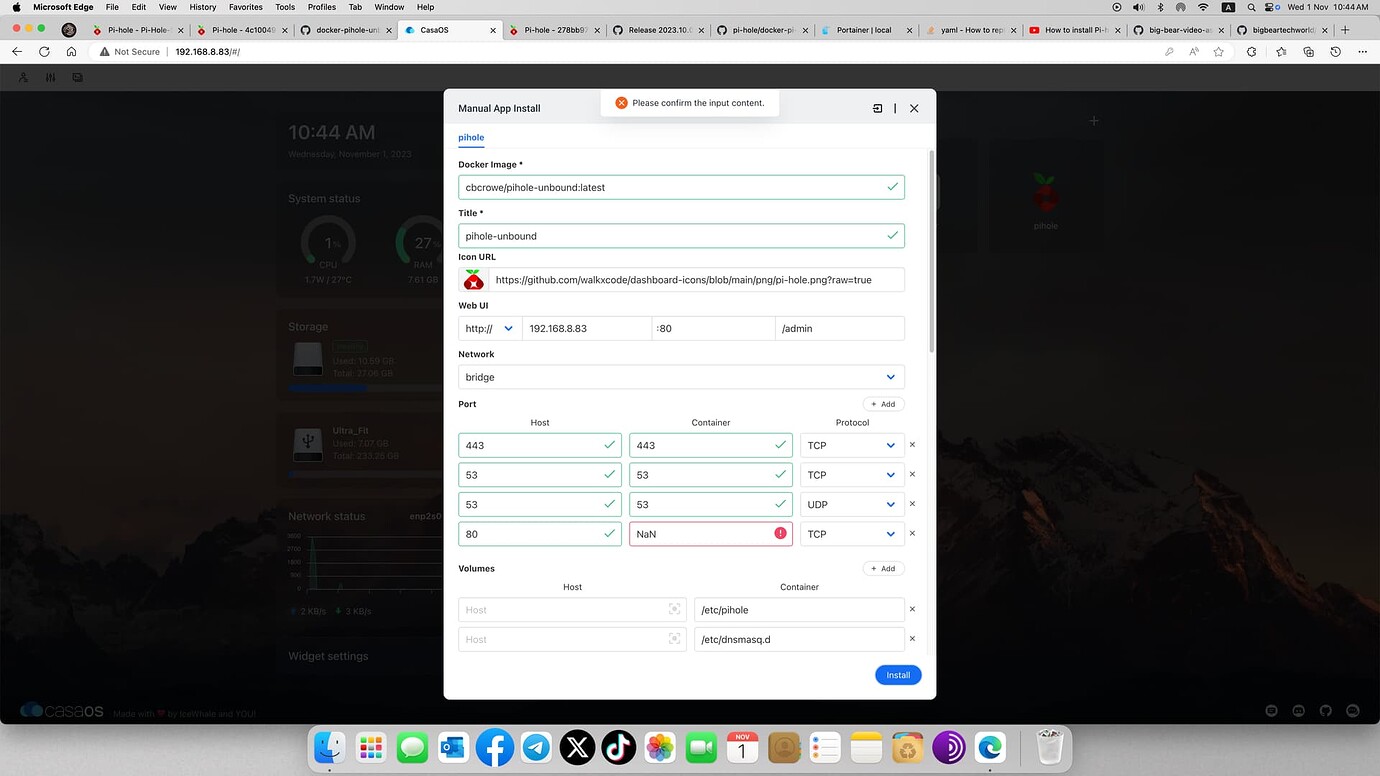 Microsoft Edge File Edit View History Favorites Tools Profiles Tab Window Help A Wed 1 Nov 10:44 AM
Pi-hole - Pi-Hole- Pi-hole - 4c10049 docker-pihole-un CasaOS Pi-hole - 278bb97 Release 2023.10.0 pi-hole/docker-pi Portainer | local yaml - How to rep How to install Pi-h big-bear-video-as bigbeartechworld
Not Secure 192.168.8.83/#/
Manual App Install
Please confirm the input content.
pihole
10:44 AM
Wednesday, November 1, 2023
System status
1%
CPU
1.7W / 27°C
27%
RAM
7.61 GB
Storage
Used: 10.59 GB
Total: 27.06 GB
Ultra_Fit
Used: 7.07 GB
Total: 233.25 GB
Network status enp2s0
2 KB/s 3 KB/s
Widget settings
Docker Image *
cbcrowe/pihole-unbound:latest
Title *
pihole-unbound
Icon URL
https://github.com/walkxcode/dashboard-icons/blob/main/png/pi-hole.png?raw=true
Web UI
http:// 192.168.8.83 :80 /admin
Network
bridge
Port + Add
Host Container Protocol
443 443 TCP
53 53 TCP
53 53 UDP
80 NaN TCP
Volumes + Add
Host Container
Host /etc/pihole
Host /etc/dnsmasq.d
Install
pihole
casaOS Made with ❤ by IceWhale and YOU!
NOV
1